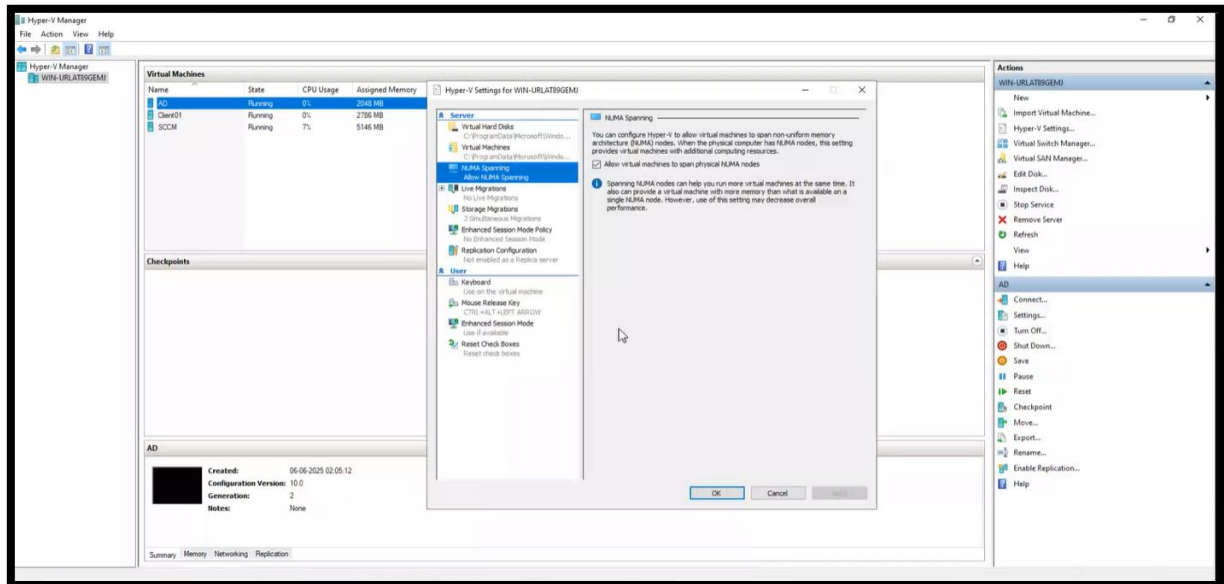 Hyper-V Manager
File Action View Help
Hyper-V Manager
WIN-URLAT89GEMJ
Virtual Machines
Name State CPU Usage Assigned Memory
AD Running 0% 2048 MB
Client01 Running 0% 2786 MB
SCCM Running 7% 5146 MB
Checkpoints
AD
Created: 06-06-2025 02:05:12
Configuration Version: 10.0
Generation: 2
Notes: None
Summary Memory Networking Replication
Hyper-V Settings for WIN-URLAT89GEMJ
Server
Virtual Hard Disks
C:\ProgramData\Microsoft\Windo...
Virtual Machines
C:\ProgramData\Microsoft\Windo...
NUMA Spanning
Allow NUMA Spanning
Live Migrations
No Live Migrations
Storage Migrations
2 Simultaneous Migrations
Enhanced Session Mode Policy
No Enhanced Session Mode
Replication Configuration
Not enabled as a Replica server
User
Keyboard
Use on the virtual machine
Mouse Release Key
CTRL+ALT+LEFT ARROW
Enhanced Session Mode
Use if available
Reset Check Boxes
Reset check boxes
NUMA Spanning
You can configure Hyper-V to allow virtual machines to span non-uniform memory
architecture (NUMA) nodes. When the physical computer has NUMA nodes, this setting
provides virtual machines with additional computing resources.
Allow virtual machines to span physical NUMA nodes
Spanning NUMA nodes can help you run more virtual machines at the same time. It
also can provide a virtual machine with more memory than what is available on a
single NUMA node. However, use of this setting may decrease overall
performance.
OK Cancel
Actions
WIN-URLAT89GEMJ
New
Import Virtual Machine...
Hyper-V Settings...
Virtual Switch Manager...
Virtual SAN Manager...
Edit Disk...
Inspect Disk...
Stop Service
Remove Server
Refresh
View
Help
AD
Connect...
Settings...
Turn Off...
Shut Down...
Save
Pause
Reset
Checkpoint
Move...
Export...
Rename...
Enable Replication...
Help